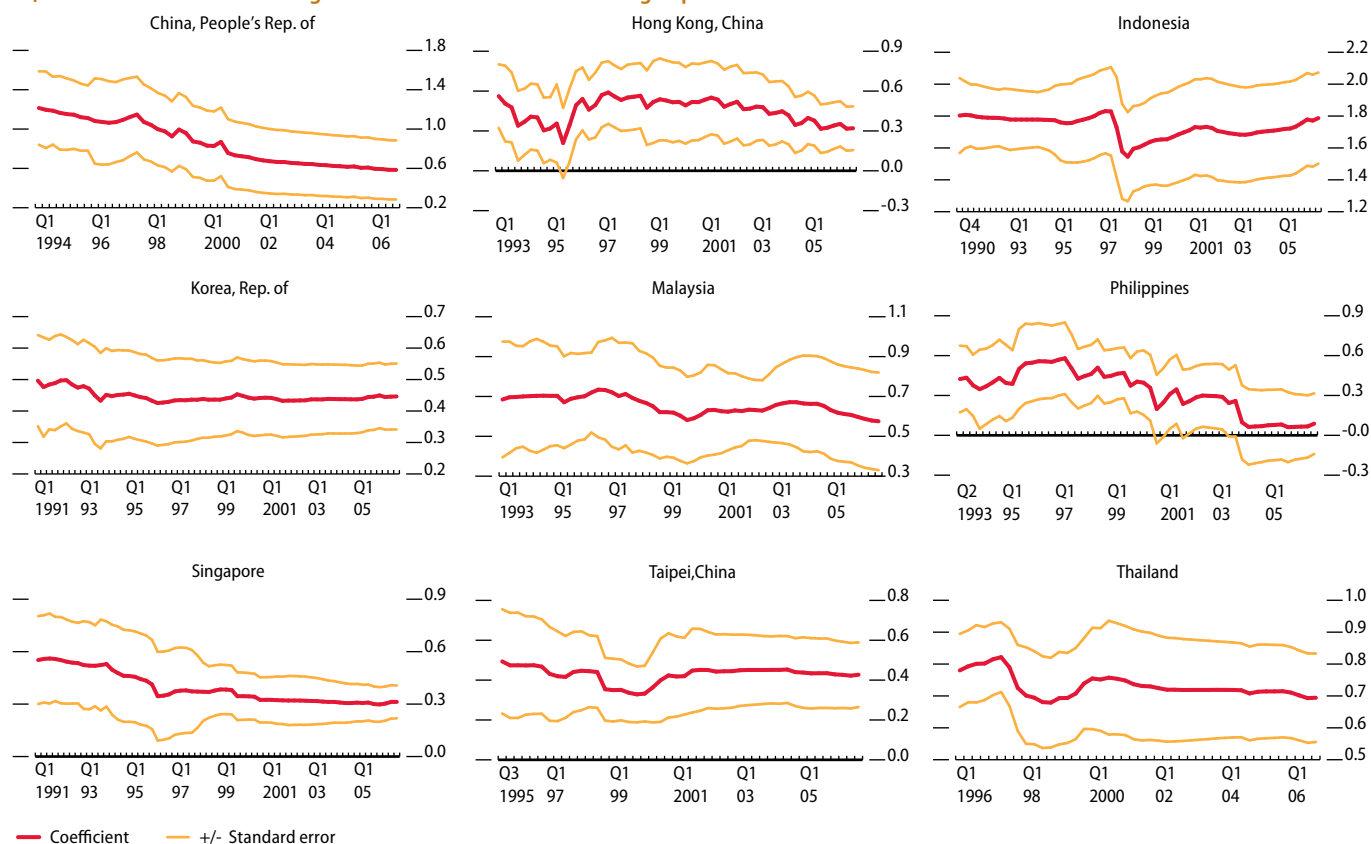 China, People's Rep. of
1.8
1.4
1.0
0.6
0.2
Q1 Q1 Q1 Q1 Q1 Q1 Q1
1994 96 98 2000 02 04 06
Hong Kong, China
0.9
0.6
0.3
0.0
-0.3
Q1 Q1 Q1 Q1 Q1 Q1 Q1
1993 95 97 99 2001 03 05
Indonesia
2.2
2.0
1.8
1.6
1.4
1.2
Q4 Q1 Q1 Q1 Q1 Q1 Q1 Q1
1990 93 95 97 99 2001 03 05
Korea, Rep. of
0.7
0.6
0.5
0.4
0.3
0.2
Q1 Q1 Q1 Q1 Q1 Q1 Q1 Q1
1991 93 95 97 99 2001 03 05
Malaysia
1.1
0.9
0.7
0.5
0.3
Q1 Q1 Q1 Q1 Q1 Q1 Q1
1993 95 97 99 2001 03 05
Philippines
0.9
0.6
0.3
-0.0
-0.3
Q2 Q1 Q1 Q1 Q1 Q1 Q1
1993 95 97 99 2001 03 05
Singapore
0.9
0.6
0.3
0.0
Q1 Q1 Q1 Q1 Q1 Q1 Q1 Q1
1991 93 95 97 99 2001 03 05
Taipei,China
0.8
0.6
0.4
0.2
0.0
Q3 Q1 Q1 Q1 Q1 Q1
1995 97 99 2001 03 05
Thailand
1.0
0.9
0.8
0.7
0.6
0.5
Q1 Q1 Q1 Q1 Q1 Q1
1996 98 2000 02 04 06
Coefficient +/- Standard error